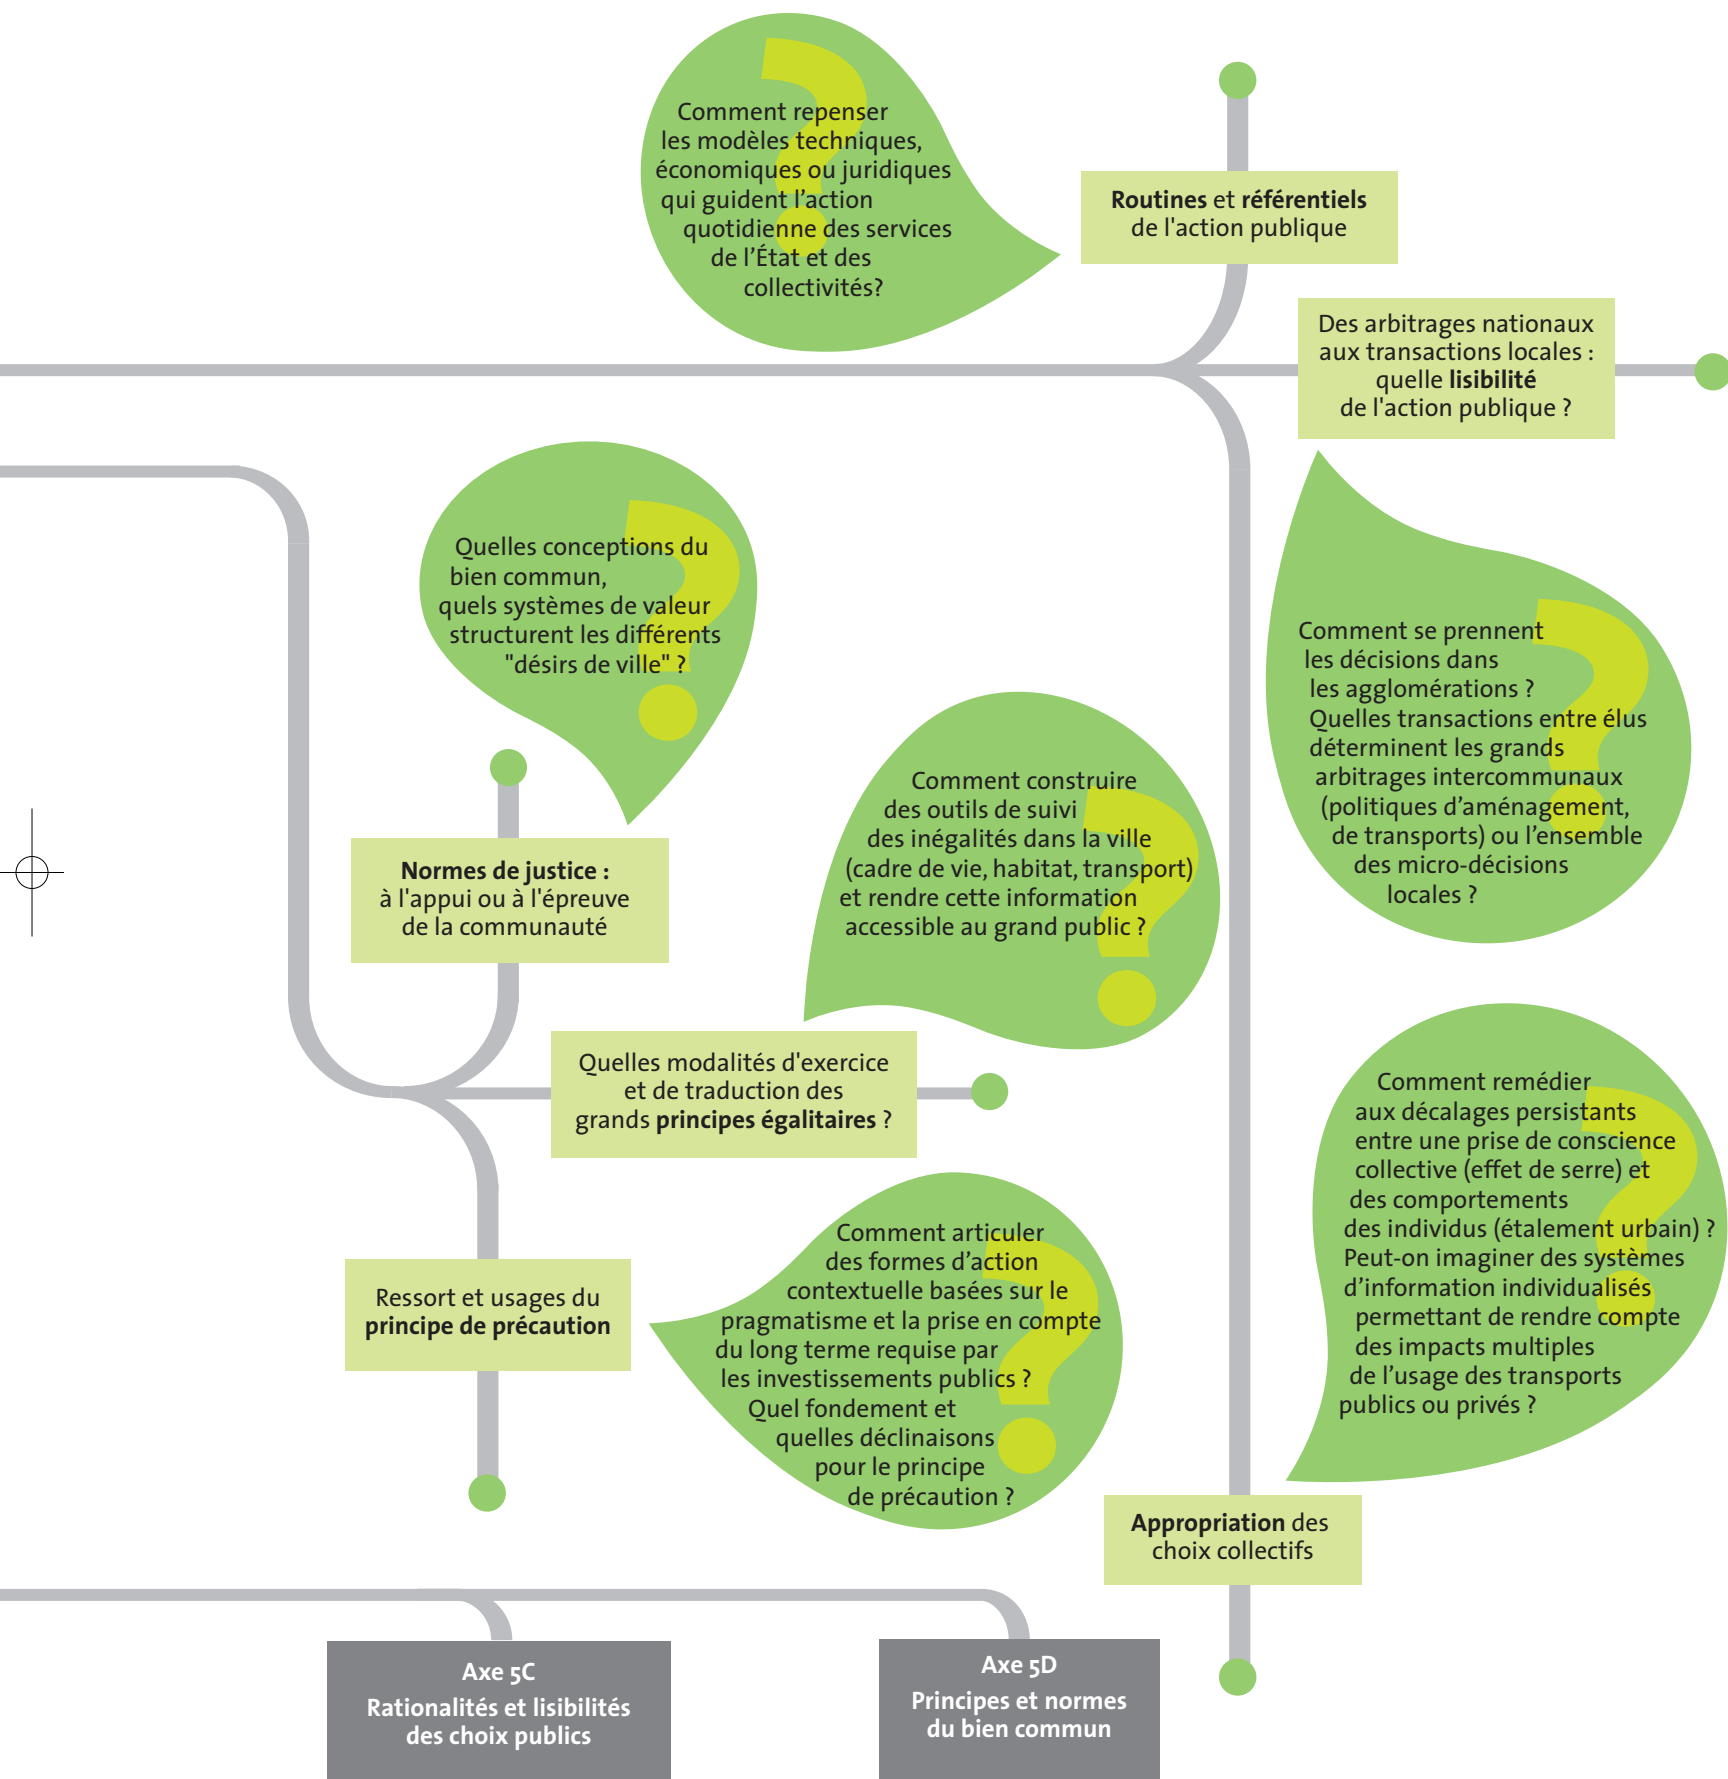 Comment repenser
les modèles techniques,
économiques ou juridiques
qui guident l’action
quotidienne des services
de l’État et des
collectivités?
Routines et référentiels
de l'action publique
Des arbitrages nationaux
aux transactions locales :
quelle lisibilité
de l'action publique ?
Quelles conceptions du
bien commun,
quels systèmes de valeur
structurent les différents
"désirs de ville" ?
Comment se prennent
les décisions dans
les agglomérations ?
Quelles transactions entre élus
déterminent les grands
arbitrages intercommunaux
(politiques d’aménagement,
de transports) ou l’ensemble
des micro-décisions
locales ?
Comment construire
des outils de suivi
des inégalités dans la ville
(cadre de vie, habitat, transport)
et rendre cette information
accessible au grand public ?
Normes de justice :
à l'appui ou à l'épreuve
de la communauté
Quelles modalités d'exercice
et de traduction des
grands principes égalitaires ?
Comment remédier
aux décalages persistants
entre une prise de conscience
collective (effet de serre) et
des comportements
des individus (étalement urbain) ?
Peut-on imaginer des systèmes
d’information individualisés
permettant de rendre compte
des impacts multiples
de l’usage des transports
publics ou privés ?
Comment articuler
des formes d’action
contextuelle basées sur le
pragmatisme et la prise en compte
du long terme requise par
les investissements publics ?
Quel fondement et
quelles déclinaisons
pour le principe
de précaution ?
Ressort et usages du
principe de précaution
Appropriation des
choix collectifs
Axe 5C
Rationalités et lisibilités
des choix publics
Axe 5D
Principes et normes
du bien commun